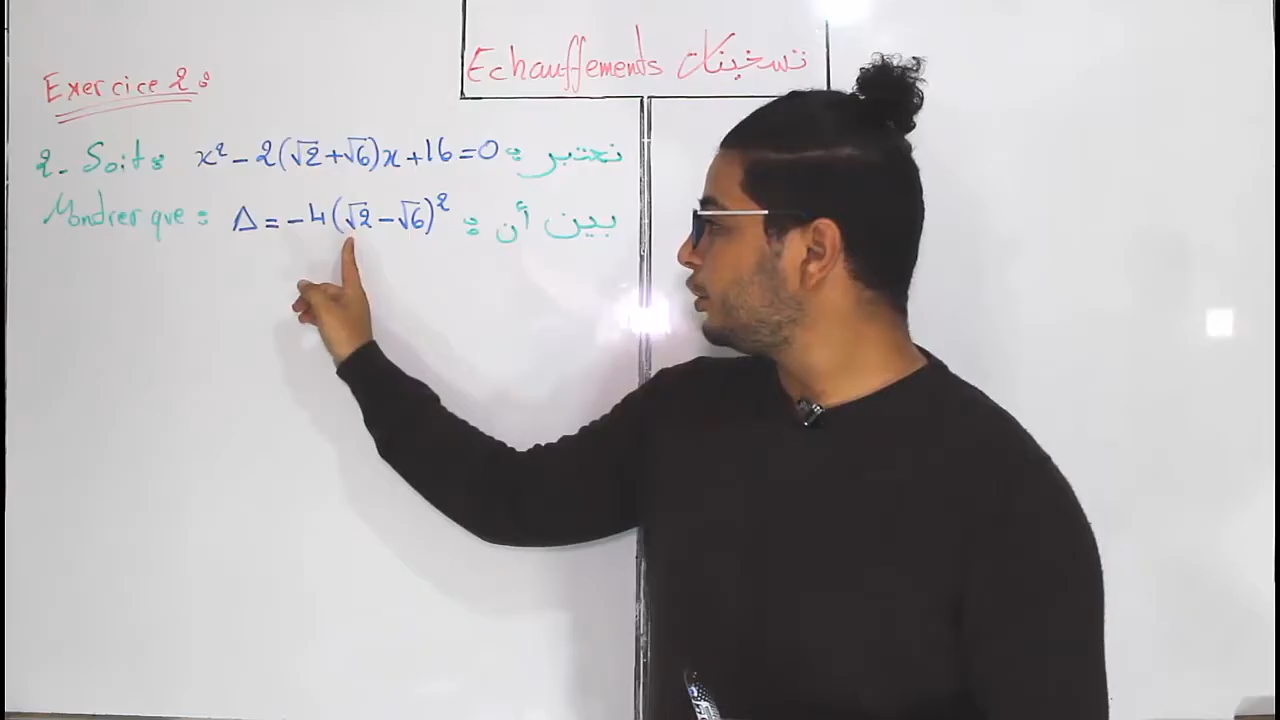 Echauffements تسخينات
Exercice 2 :
2- Soit : x² - 2(√2+√6)x + 16 = 0 : نعتبر
Mondrer que : Δ = -4(√2-√6)² : بين أن